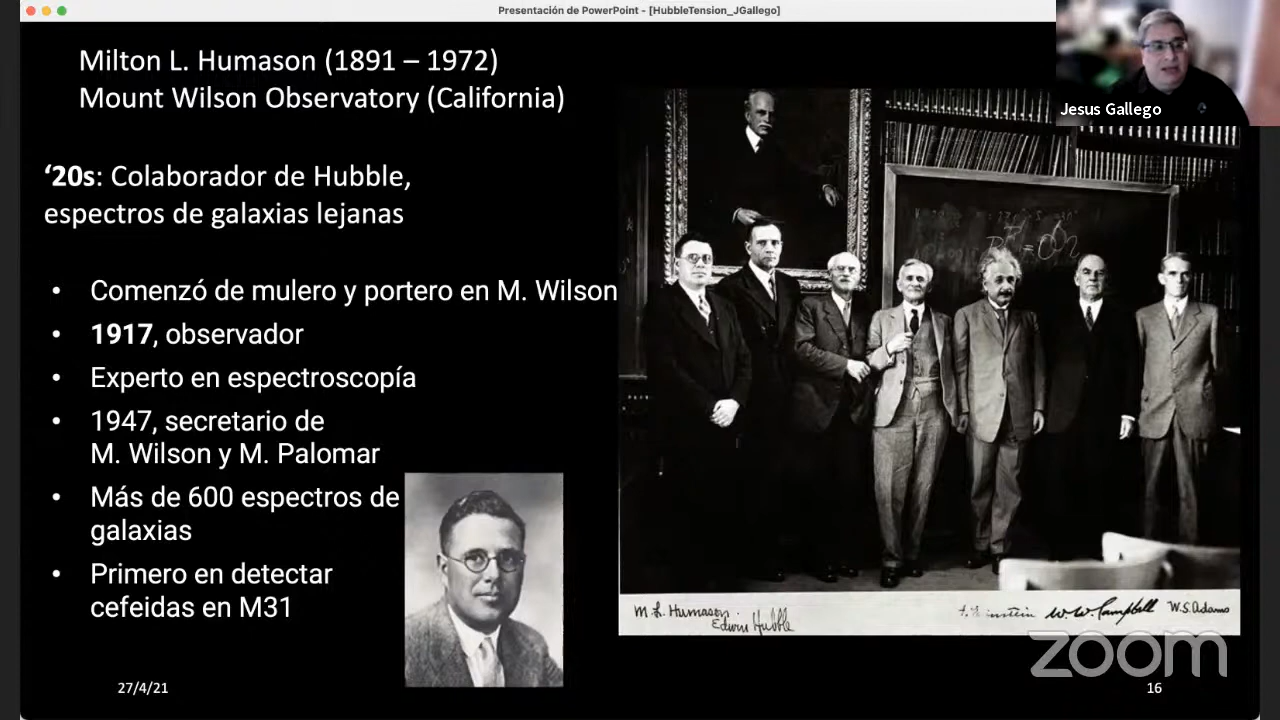 Presentación de PowerPoint - [HubbleTension_JGallego]
Jesus Gallego
Milton L. Humason (1891 – 1972)
Mount Wilson Observatory (California)
‘20s: Colaborador de Hubble,
espectros de galaxias lejanas
• Comenzó de mulero y portero en M. Wilson
• 1917, observador
• Experto en espectroscopía
• 1947, secretario de
M. Wilson y M. Palomar
• Más de 600 espectros de
galaxias
• Primero en detectar
cefeidas en M31
M. L. Humason.
Edwin Hubble
W. W. Campbell
W. S. Adams
zoom
27/4/21
16